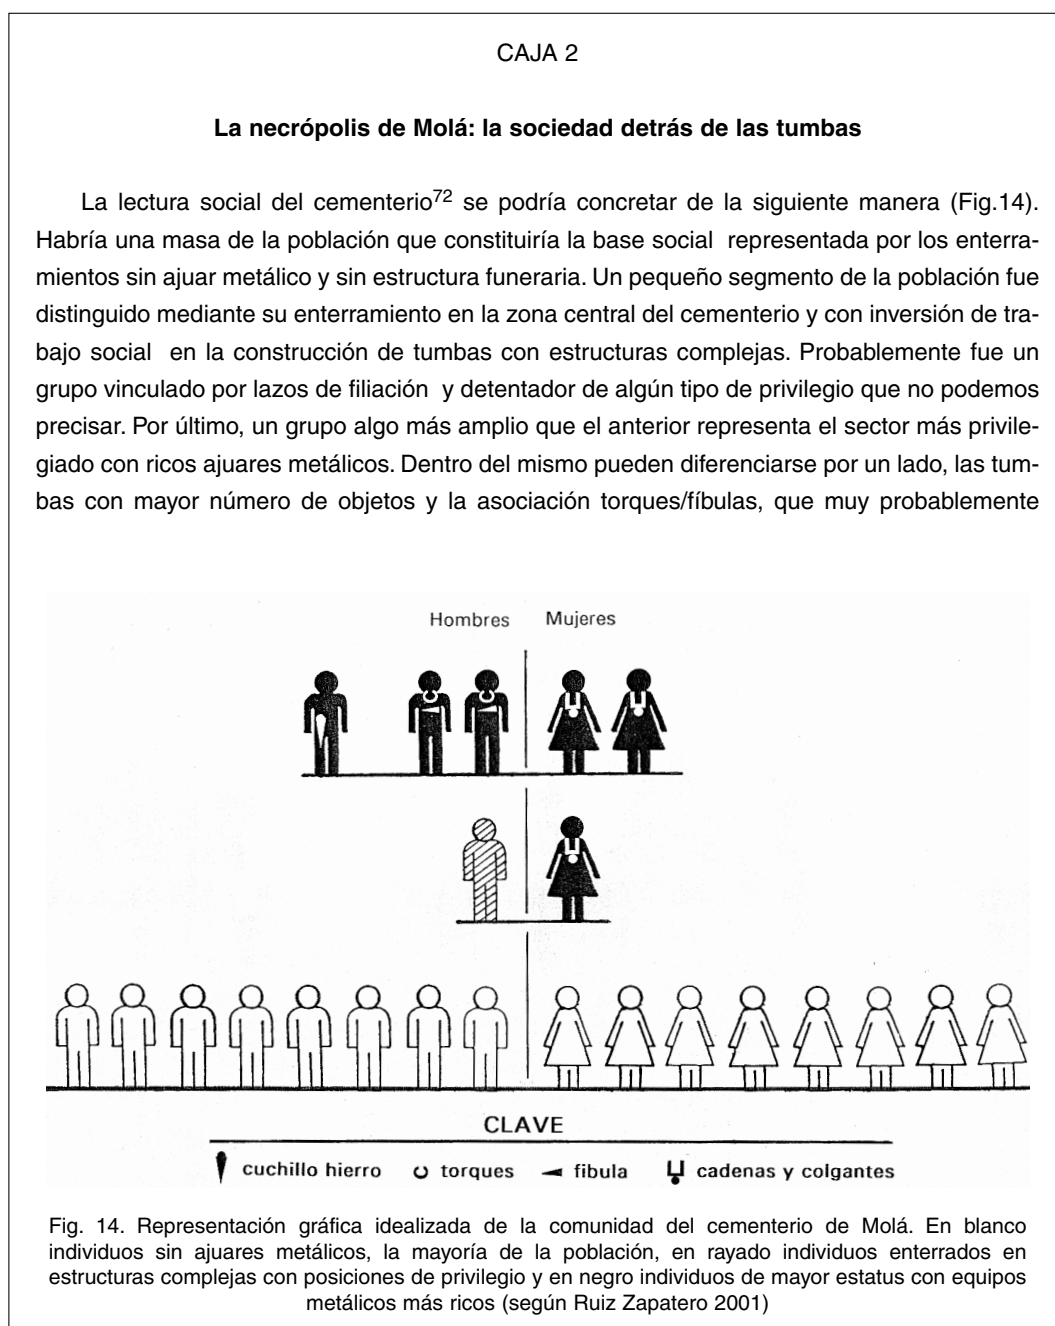 CAJA 2
La necrópolis de Molá: la sociedad detrás de las tumbas
La lectura social del cementerio72 se podría concretar de la siguiente manera (Fig.14).
Habría una masa de la población que constituiría la base social representada por los enterra-
mientos sin ajuar metálico y sin estructura funeraria. Un pequeño segmento de la población fue
distinguido mediante su enterramiento en la zona central del cementerio y con inversión de tra-
bajo social en la construcción de tumbas con estructuras complejas. Probablemente fue un
grupo vinculado por lazos de filiación y detentador de algún tipo de privilegio que no podemos
precisar. Por último, un grupo algo más amplio que el anterior representa el sector más privile-
giado con ricos ajuares metálicos. Dentro del mismo pueden diferenciarse por un lado, las tum-
bas con mayor número de objetos y la asociación torques/fíbulas, que muy probablemente
Hombres Mujeres
CLAVE
cuchillo hierro torques fibula cadenas y colgantes
Fig. 14. Representación gráfica idealizada de la comunidad del cementerio de Molá. En blanco
individuos sin ajuares metálicos, la mayoría de la población, en rayado individuos enterrados en
estructuras complejas con posiciones de privilegio y en negro individuos de mayor estatus con equipos
metálicos más ricos (según Ruiz Zapatero 2001)